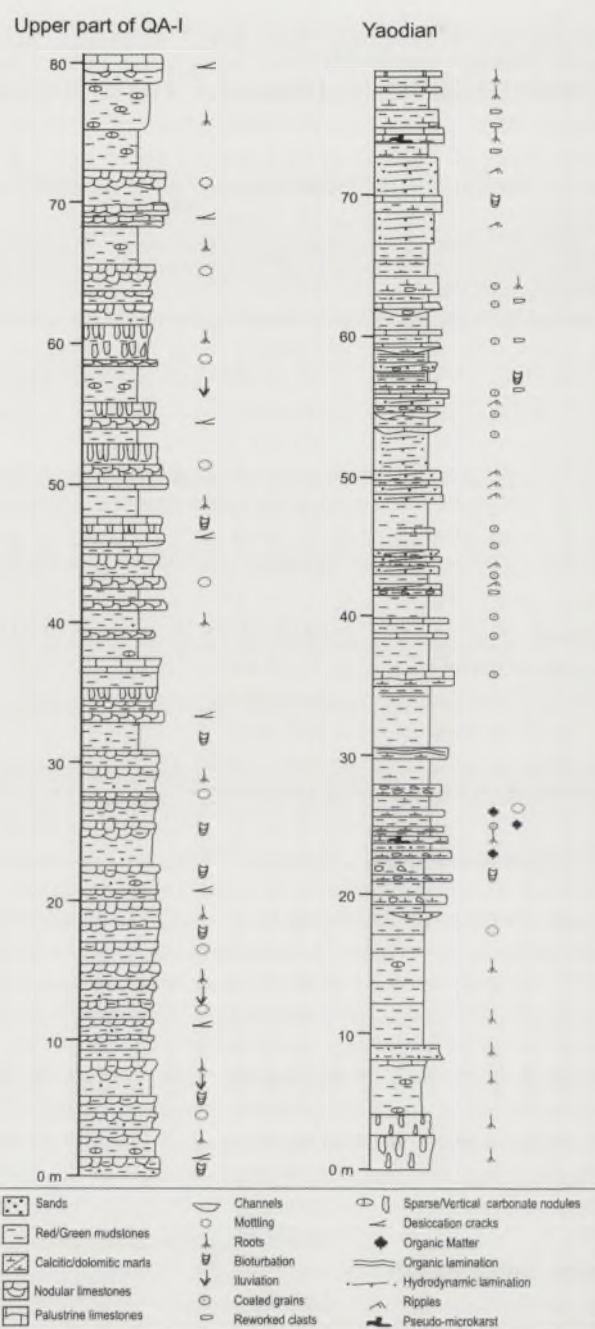 Upper part of QA-I
Yaodian
80
70
60
50
40
30
20
10
0 m
70
60
50
40
30
20
10
0 m
Sands
Red/Green mudstones
Calcitic/dolomitic marls
Nodular limestones
Palustrine limestones
Channels
Mottling
Roots
Bioturbation
Iluviation
Coated grains
Reworked clasts
Sparse/Vertical carbonate nodules
Desiccation cracks
Organic Matter
Organic lamination
Hydrodynamic lamination
Ripples
Pseudo-microkarst